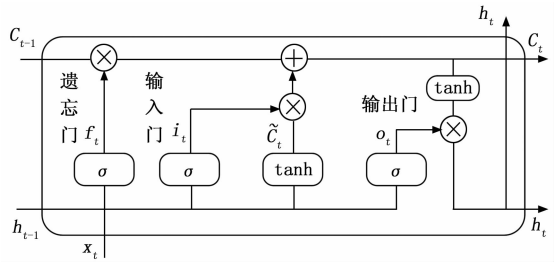 h_t
C_{t-1}
C_t
×
+
遗忘门 f_t
输入门 i_t
×
C̃_t
输出门
o_t
tanh
×
σ
σ
tanh
σ
h_{t-1}
h_t
x_t